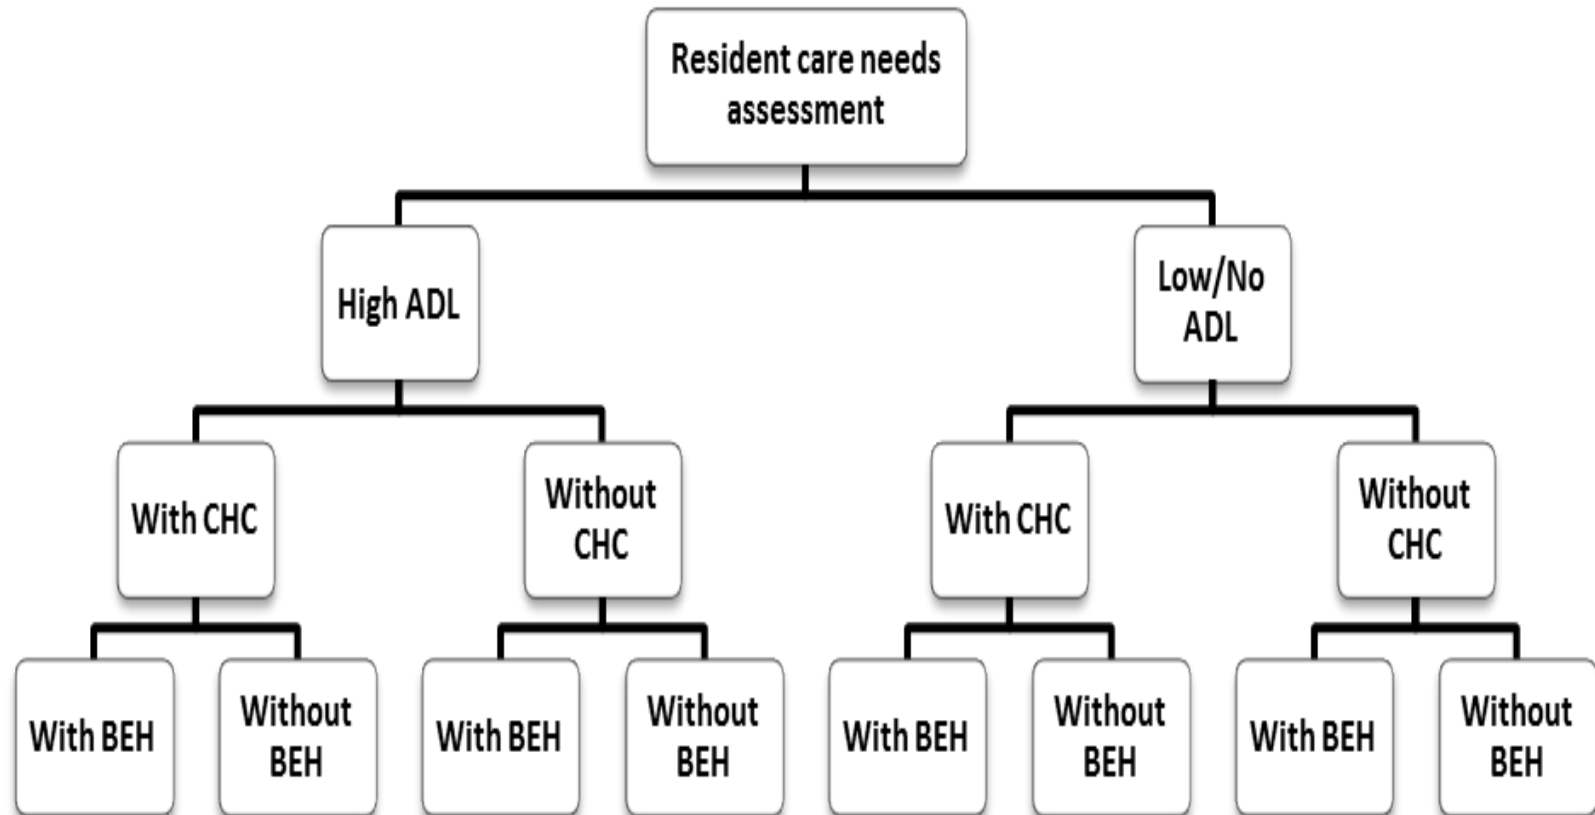 Resident care needs
assessment
High ADL
Low/No
ADL
With CHC
Without
CHC
With CHC
Without
CHC
With BEH
Without
BEH
With BEH
Without
BEH
With BEH
Without
BEH
With BEH
Without
BEH